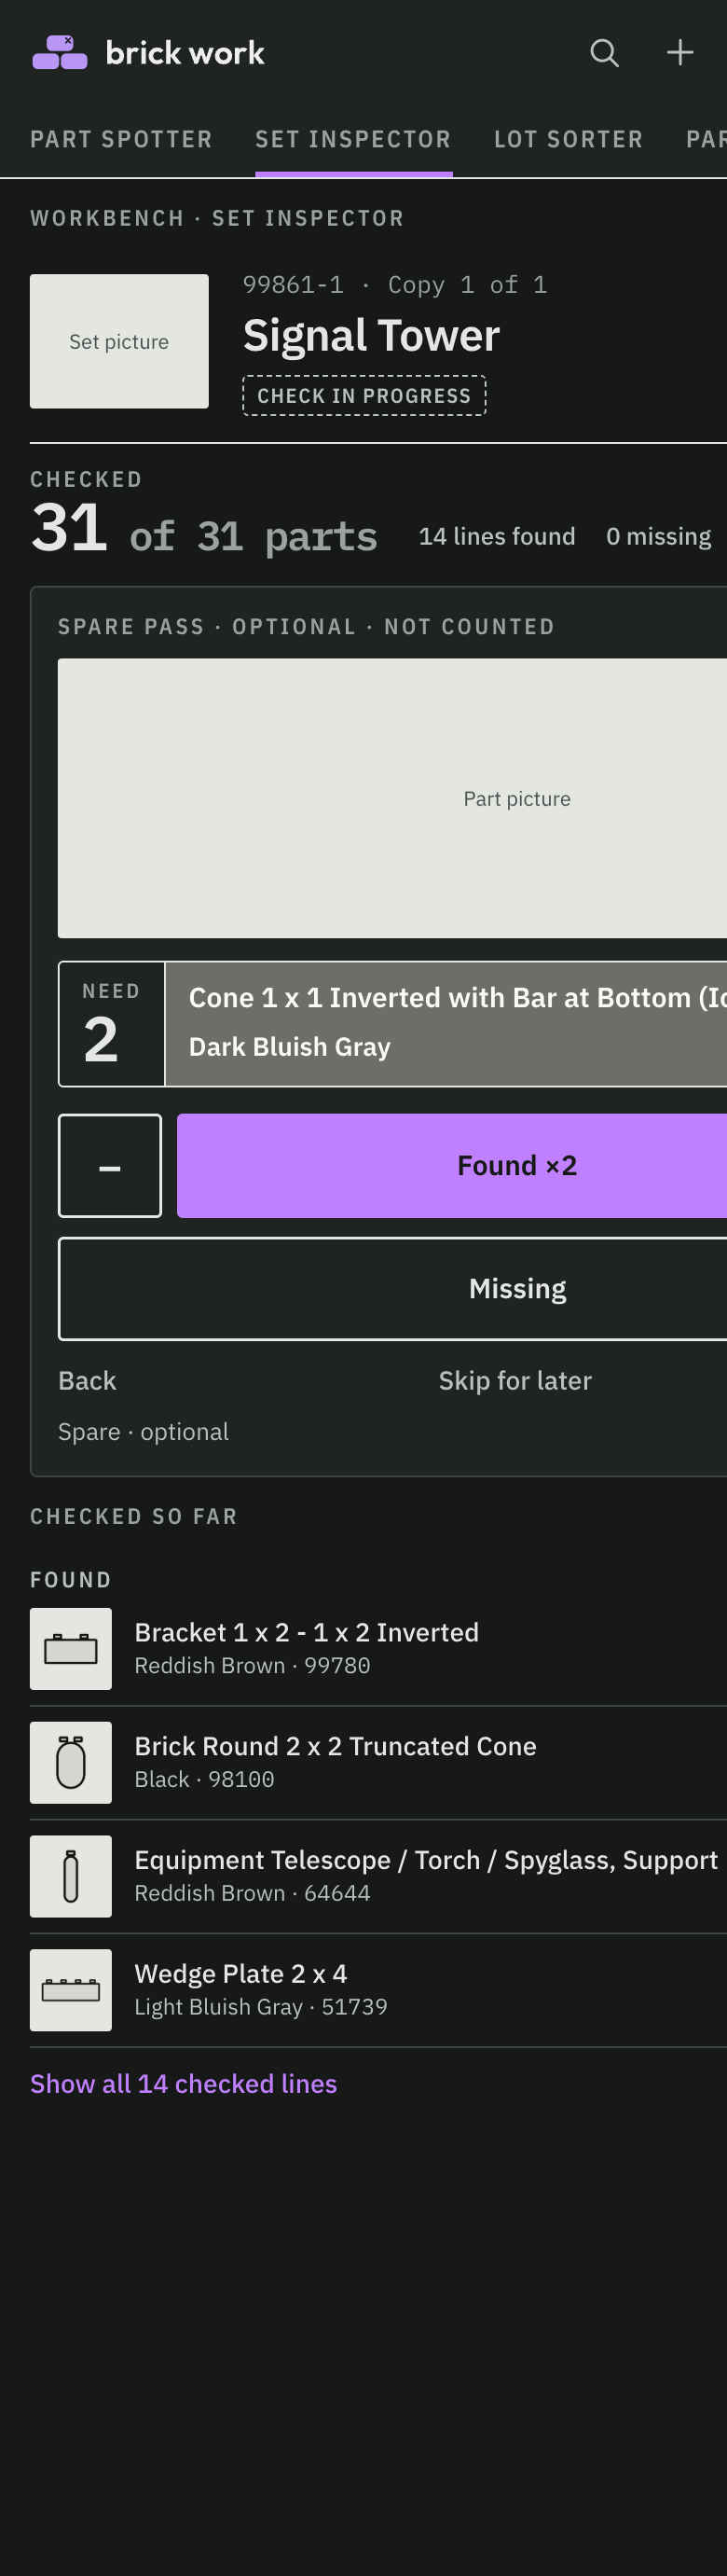 brick work
PART SPOTTER SET INSPECTOR LOT SORTER PAR
WORKBENCH · SET INSPECTOR
Set picture
99861-1 · Copy 1 of 1
Signal Tower
CHECK IN PROGRESS
CHECKED
31 of 31 parts 14 lines found 0 missing
SPARE PASS · OPTIONAL · NOT COUNTED
Part picture
NEED
2
Cone 1 x 1 Inverted with Bar at Bottom (Ic
Dark Bluish Gray
– Found ×2
Missing
Back Skip for later
Spare · optional
CHECKED SO FAR
FOUND
Bracket 1 x 2 - 1 x 2 Inverted
Reddish Brown · 99780
Brick Round 2 x 2 Truncated Cone
Black · 98100
Equipment Telescope / Torch / Spyglass, Support
Reddish Brown · 64644
Wedge Plate 2 x 4
Light Bluish Gray · 51739
Show all 14 checked lines